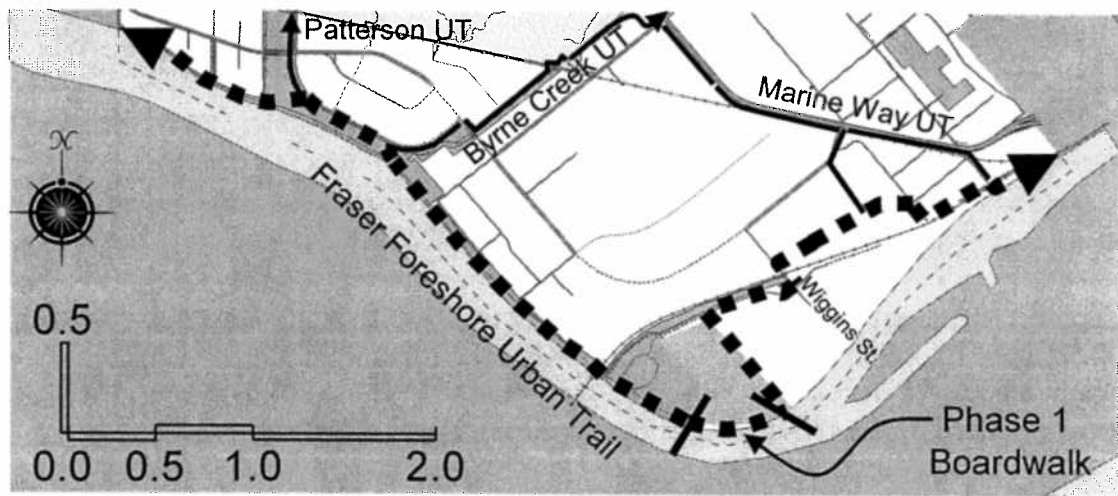 Patterson UT
Byrne Creek UT
Marine Way UT
Fraser Foreshore Urban Trail
Wiggins St.
N
0.5
0.0 0.5 1.0 2.0
Phase 1
Boardwalk